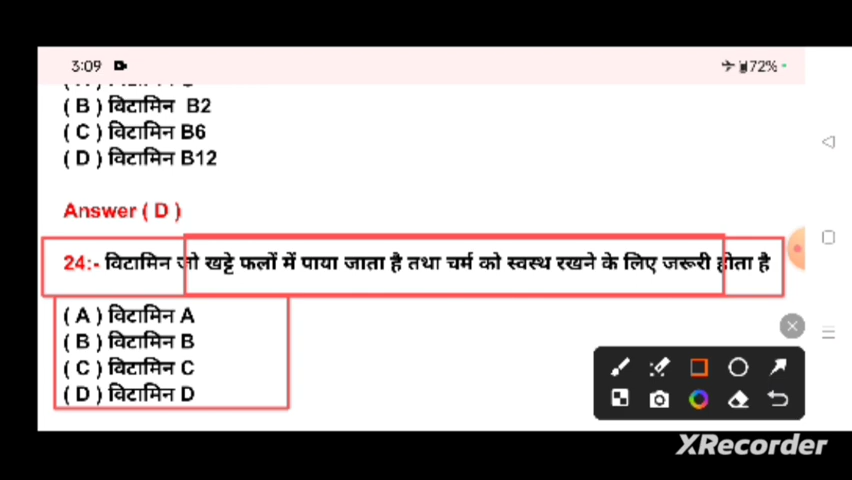 3:09 72%
( B ) विटामिन B2
( C ) विटामिन B6
( D ) विटामिन B12
Answer ( D )
24:- विटामिन जो खट्टे फलों में पाया जाता है तथा चर्म को स्वस्थ रखने के लिए जरूरी होता है
( A ) विटामिन A
( B ) विटामिन B
( C ) विटामिन C
( D ) विटामिन D
XRecorder